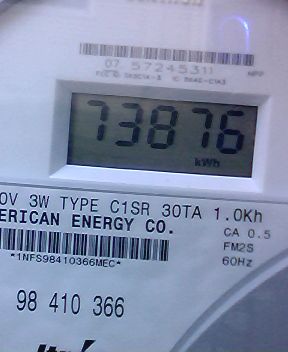 07 57245311
73876
kWh
0V 3W TYPE C1SR 30TA 1.0Kh
ERICAN ENERGY CO.
CA 0.5
FM2S
60Hz
*1NFS98410366MEC*
98 410 366